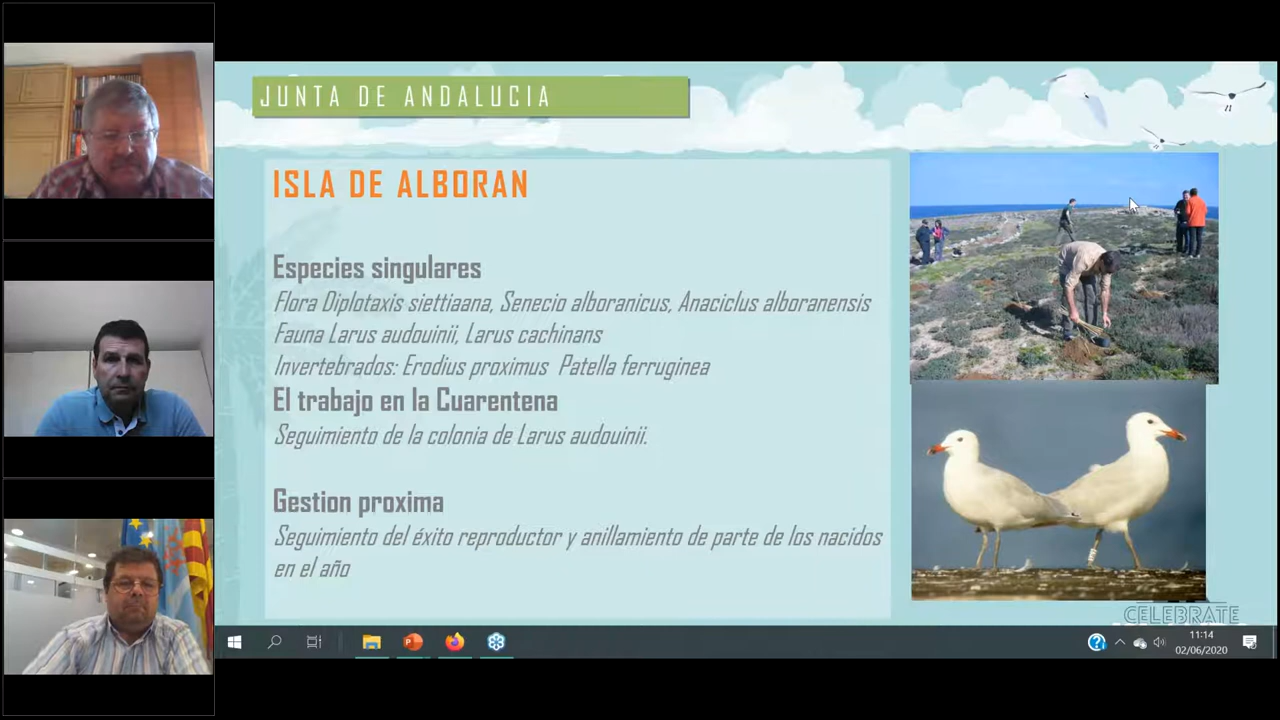 JUNTA DE ANDALUCIA
ISLA DE ALBORAN
Especies singulares
Flora Diplotaxis siettiaana, Senecio alboranicus, Anaciclus alboranensis
Fauna Larus audouinii, Larus cachinans
Invertebrados: Erodius proximus Patella ferruginea
El trabajo en la Cuarentena
Seguimiento de la colonia de Larus audouinii.
Gestion proxima
Seguimiento del éxito reproductor y anillamiento de parte de los nacidos
en el año
CELEBRATE
11:14
02/06/2020